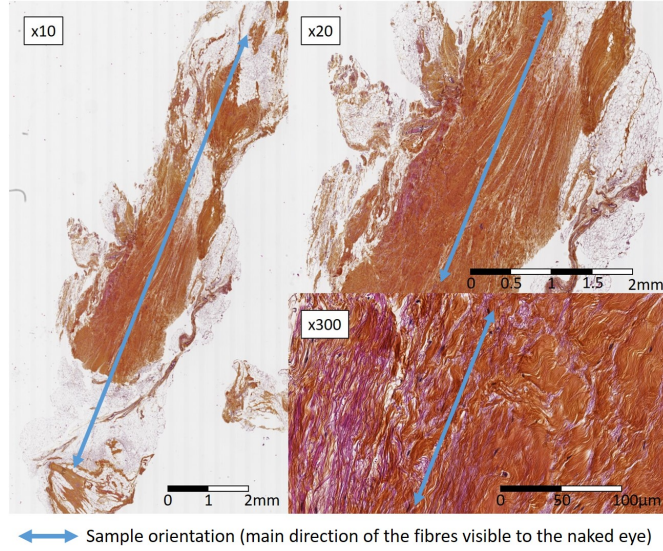 x10
x20
0 0.5 1 1.5 2mm
x300
0 1 2mm
0 50 100µm
Sample orientation (main direction of the fibres visible to the naked eye)